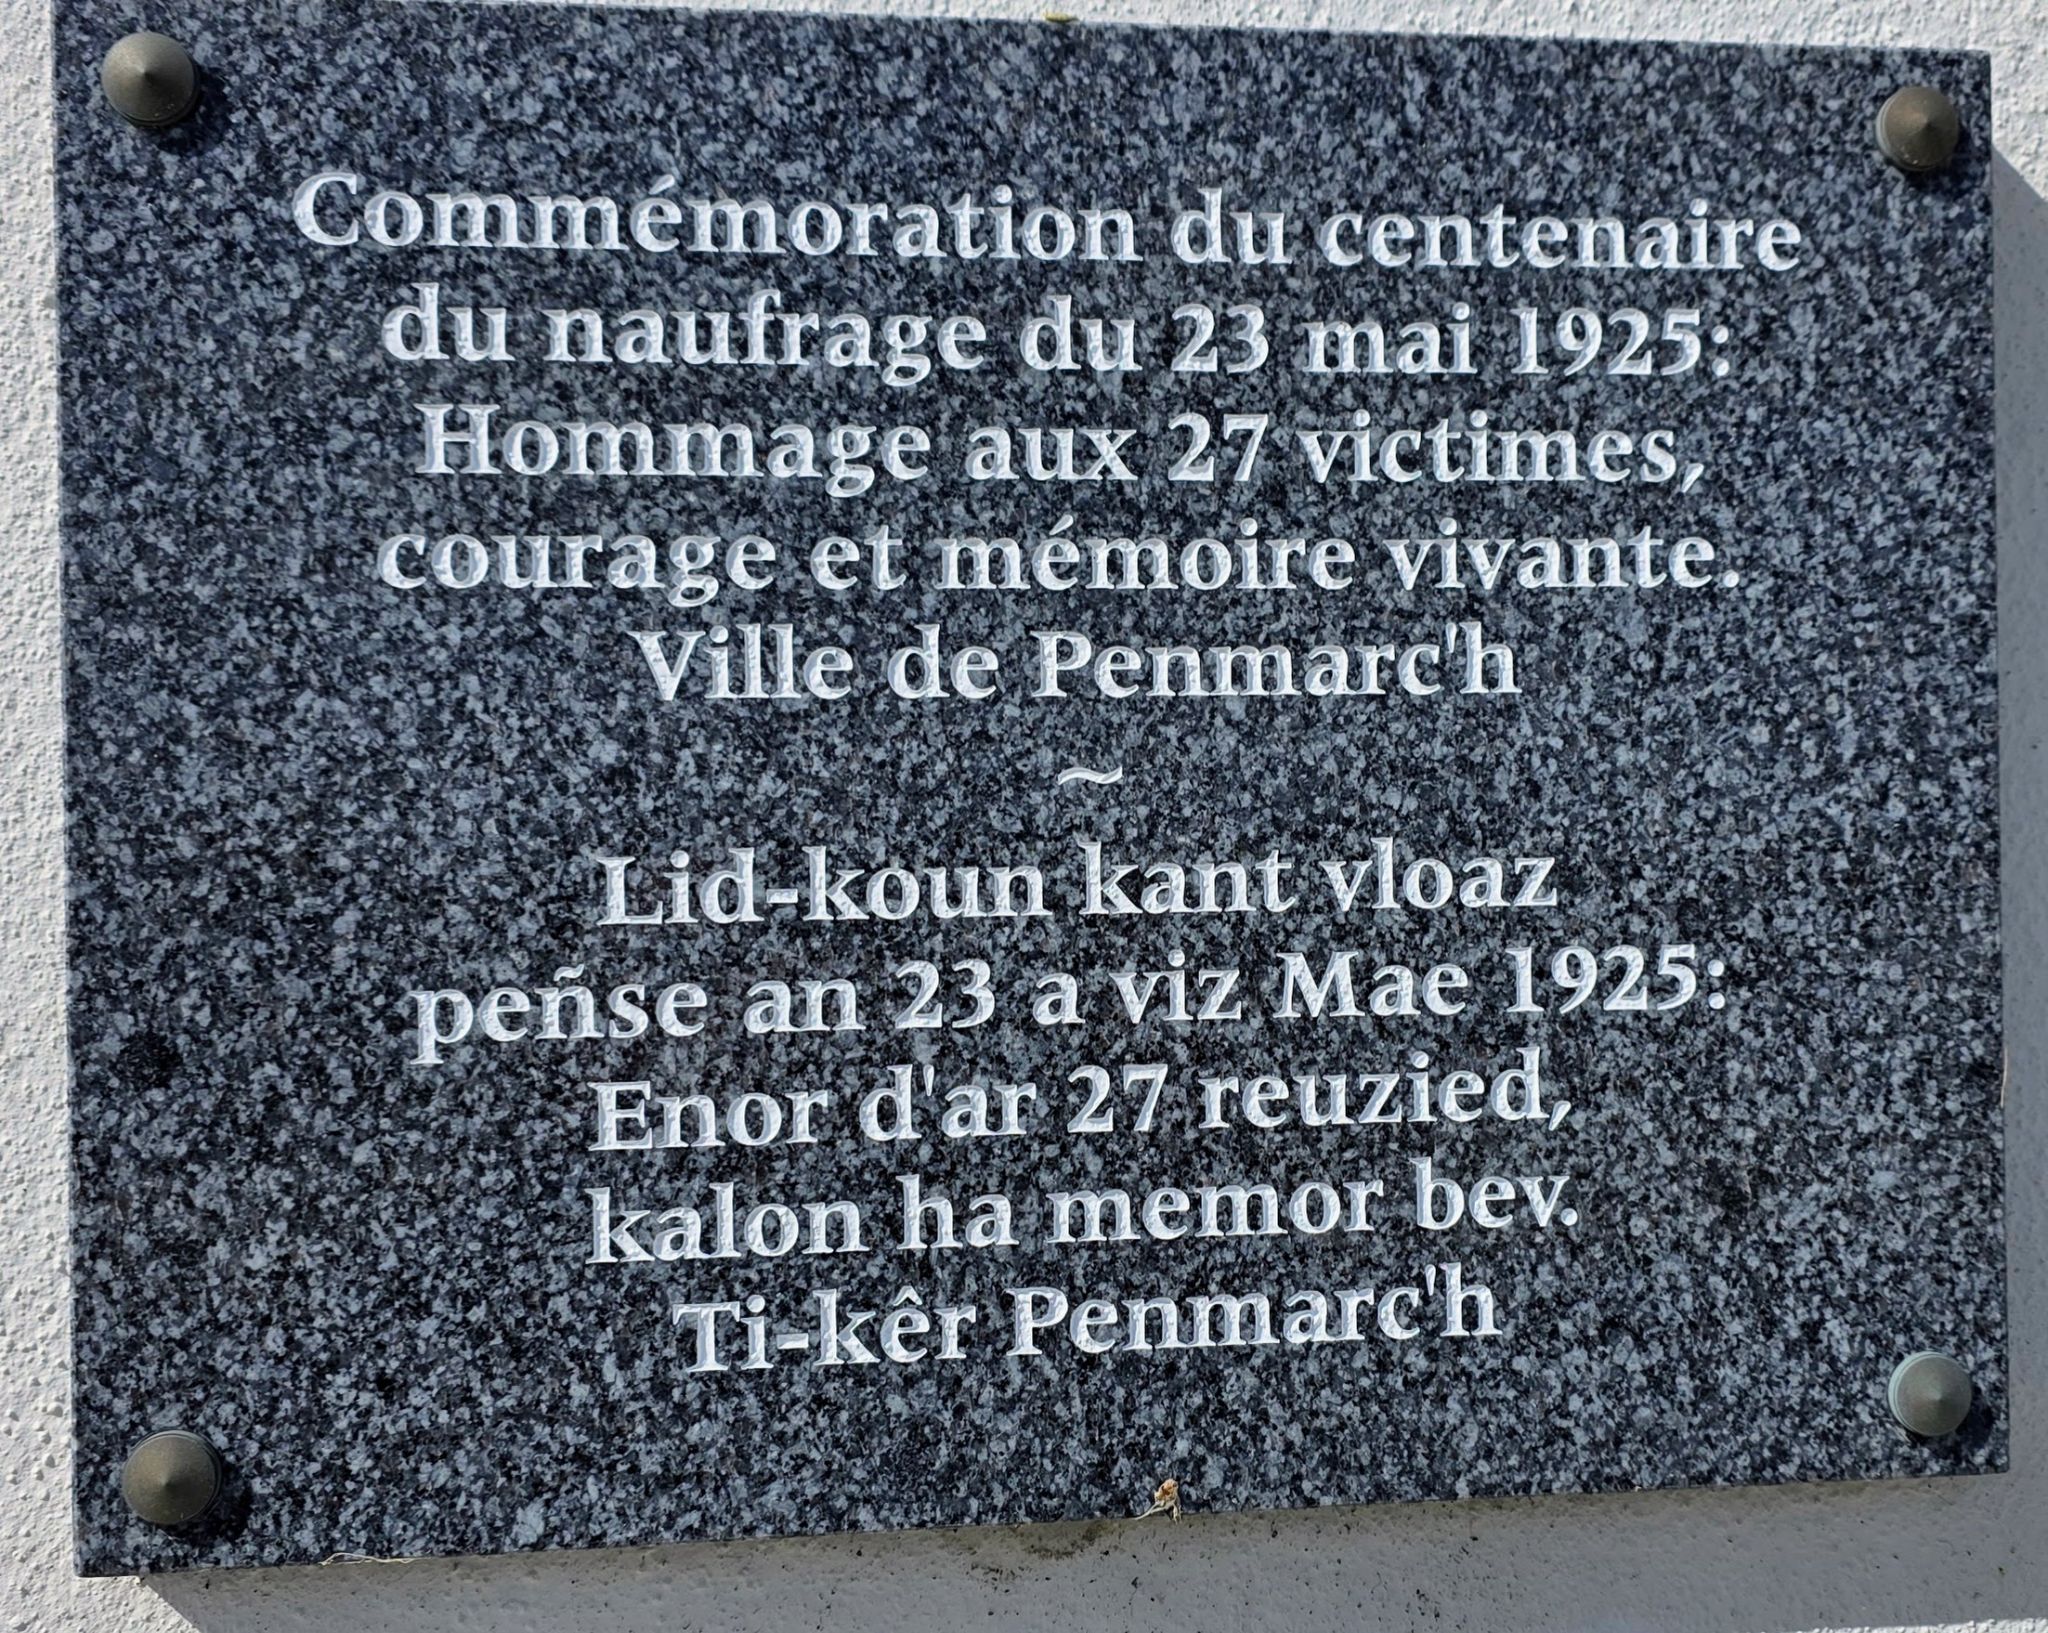 Commémoration du centenaire
du naufrage du 23 mai 1925:
Hommage aux 27 victimes,
courage et mémoire vivante.
Ville de Penmarc'h
~
Lid-koun kant vloaz
peñse an 23 a viz Mae 1925:
Enor d'ar 27 reuzied,
kalon ha memor bev.
Ti-kêr Penmarc'h